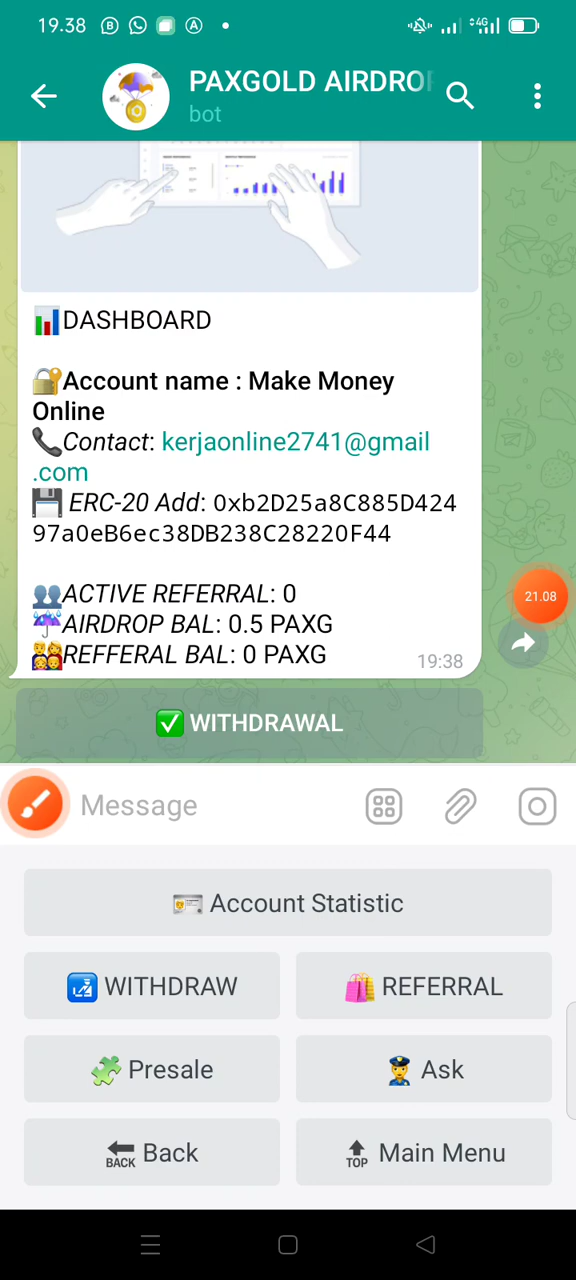 19.38
4G
PAXGOLD AIRDROP
bot
DASHBOARD
Account name : Make Money
Online
Contact: kerjaonline2741@gmail
.com
ERC-20 Add: 0xb2D25a8C885D424
97a0eB6ec38DB238C28220F44
ACTIVE REFERRAL: 0
AIRDROP BAL: 0.5 PAXG
REFFERAL BAL: 0 PAXG
19:38
21.08
WITHDRAWAL
Message
Account Statistic
WITHDRAW
REFERRAL
Presale
Ask
BACK Back
TOP Main Menu